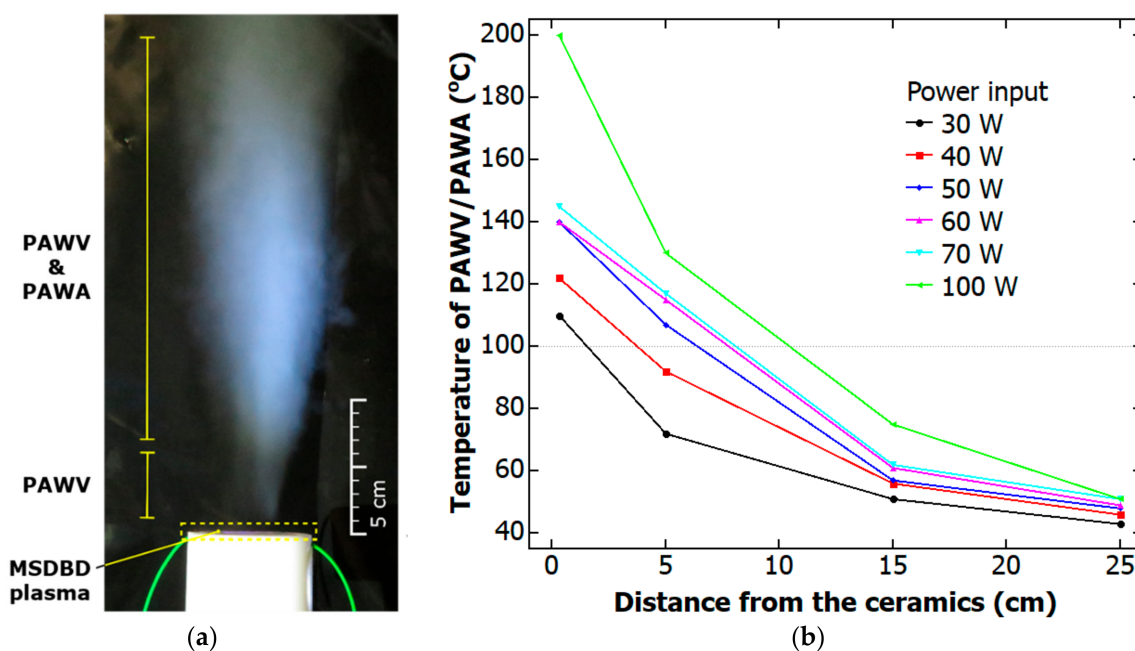 PAWV
&
PAWA
PAWV
MSDBD
plasma
5 cm
(a)
Temperature of PAWV/PAWA (°C)
200
180
160
140
120
100
80
60
40
Power input
30 W
40 W
50 W
60 W
70 W
100 W
0 5 10 15 20 25
Distance from the ceramics (cm)
(b)